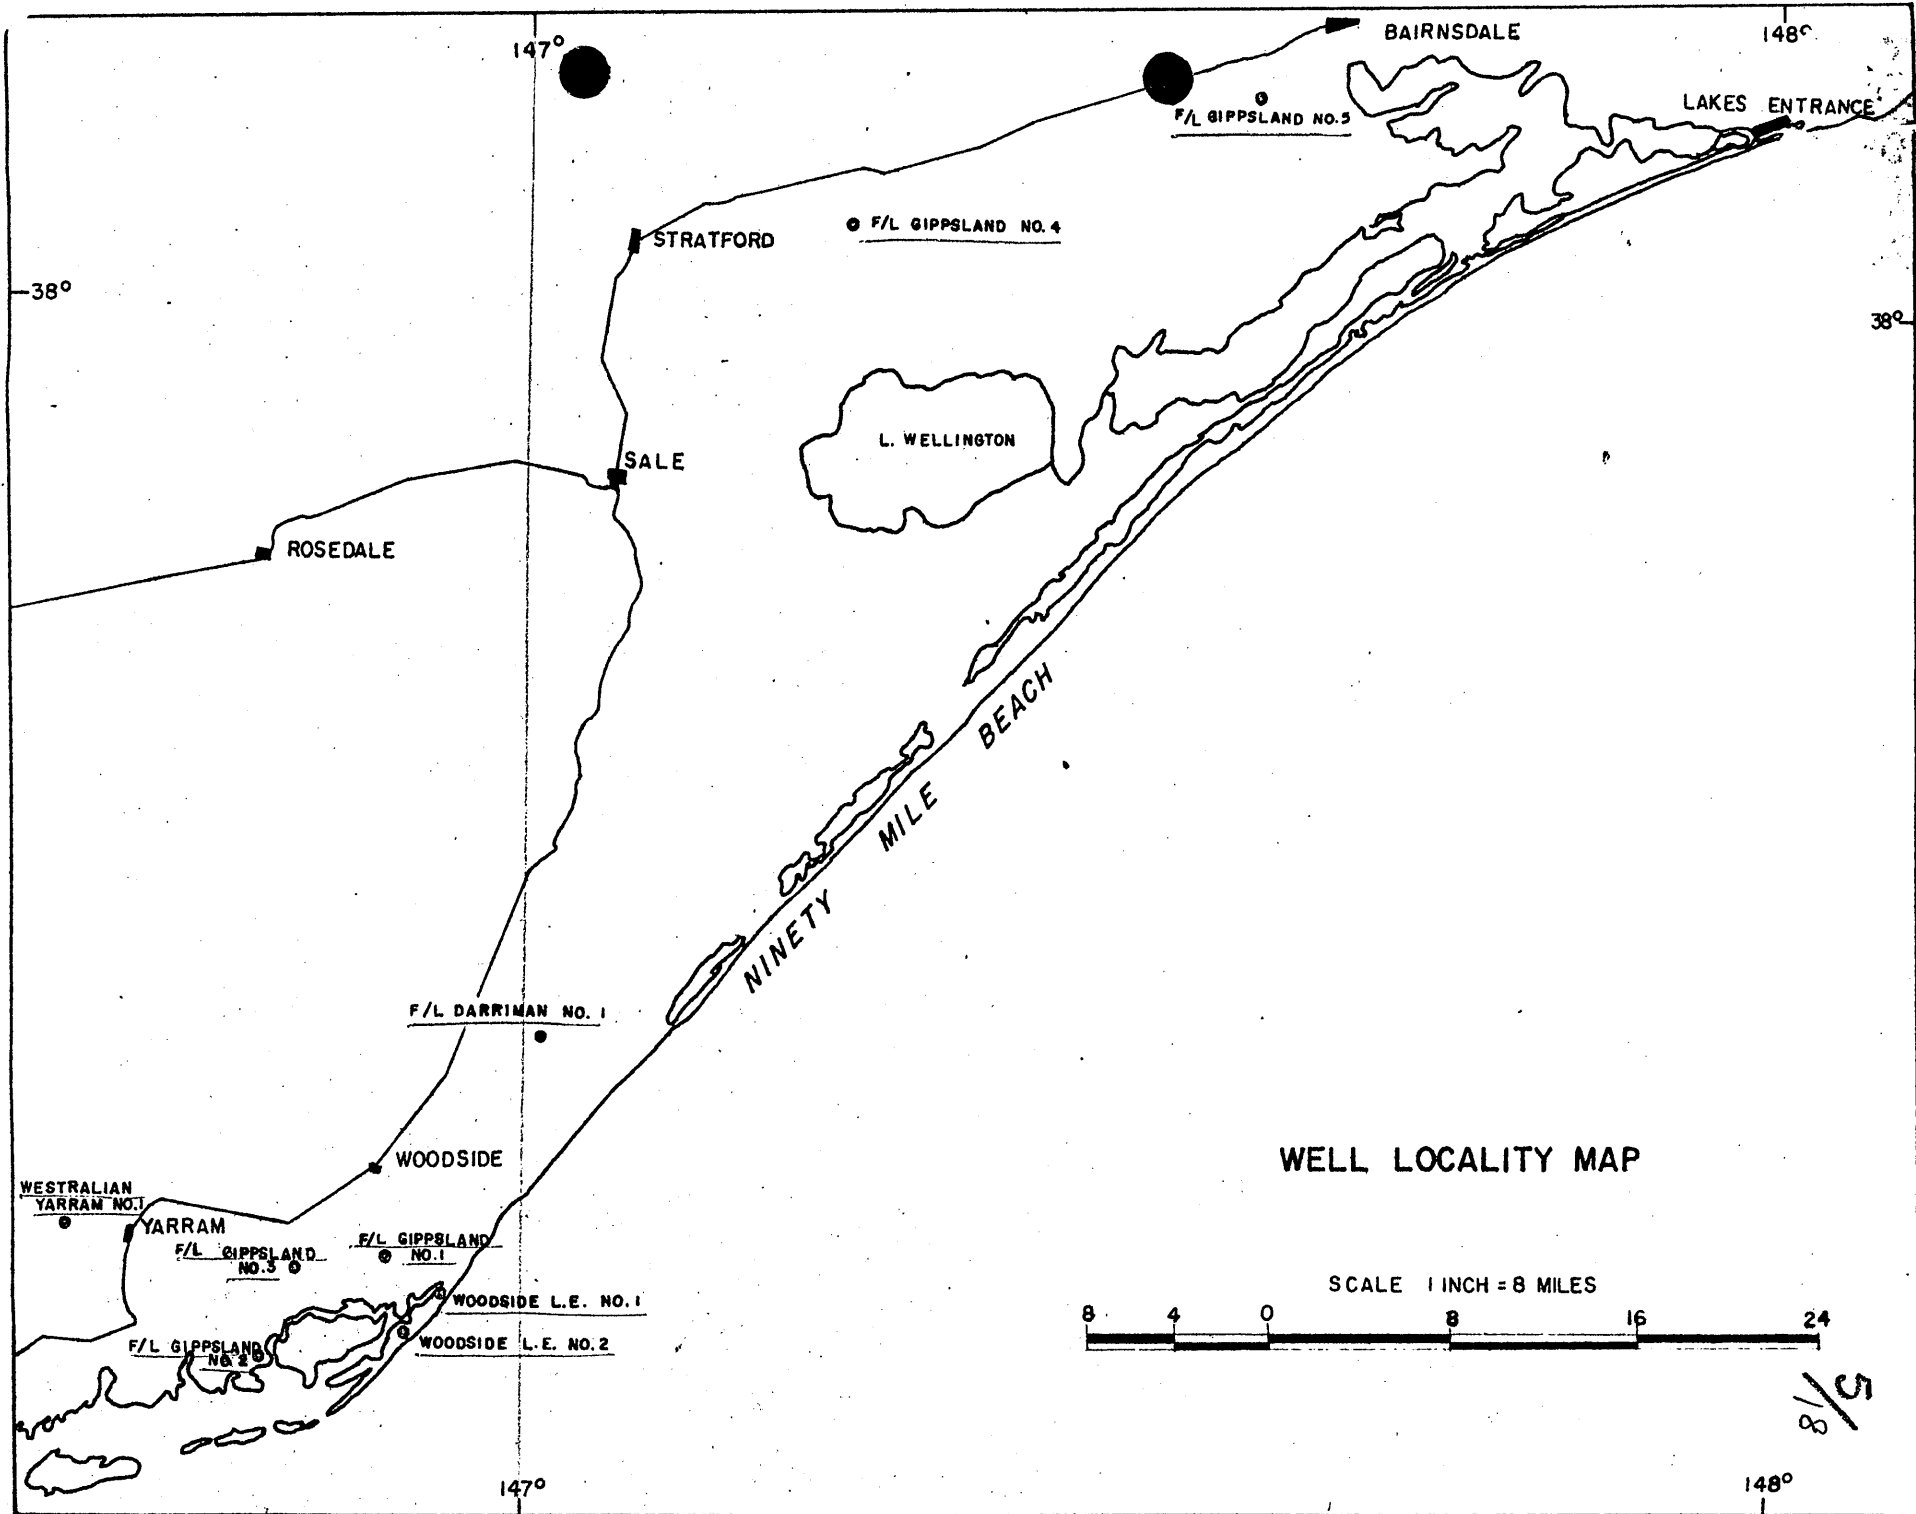 147°
BAIRNSDALE
148°
LAKES ENTRANCE
F/L GIPPSLAND NO.5
F/L GIPPSLAND NO.4
STRATFORD
38°
38°
L. WELLINGTON
SALE
ROSEDALE
NINETY MILE BEACH
F/L DARRIMAN NO. 1
WOODSIDE
WELL LOCALITY MAP
WESTRALIAN
YARRAM NO.1
YARRAM
F/L GIPPSLAND
NO.3
F/L GIPPSLAND
NO.1
SCALE 1 INCH = 8 MILES
8 4 0 8 16 24
WOODSIDE L.E. NO.1
WOODSIDE L.E. NO.2
F/L GIPPSLAND
NO.2
5/18
147°
148°